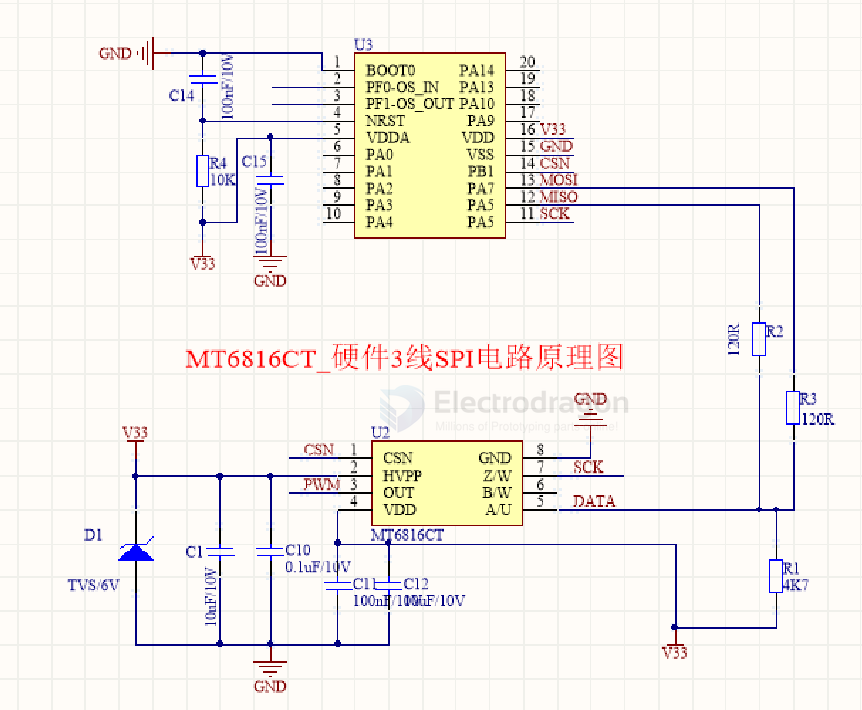 GND
C14
100nF/10V
R4
10K
V33
C15
100nF/10V
GND
U3
1 BOOT0 PA14 20
2 PF0-OS_IN PA13 19
3 PF1-OS_OUT PA10 18
4 NRST PA9 17
5 VDDA VDD 16 V33
6 PA0 VSS 15 GND
7 PA1 PB1 14 CSN
8 PA2 PA7 13 MOSI
9 PA3 PA5 12 MISO
10 PA4 PA5 11 SCK
120R
R2
R3
120R
MT6816CT_硬件3线SPI电路原理图
Electrodragon
Millions of Prototyping
GND
V33
U2
CSN 1 CSN GND 8
2 HVPP Z/W 7 SCK
PWM 3 OUT B/W 6
4 VDD A/U 5 DATA
MT6816CT
D1
TVS/6V
C1
10uF/10V
C10
0.1uF/10V
C11
C12
R1
4K7
GND
V33